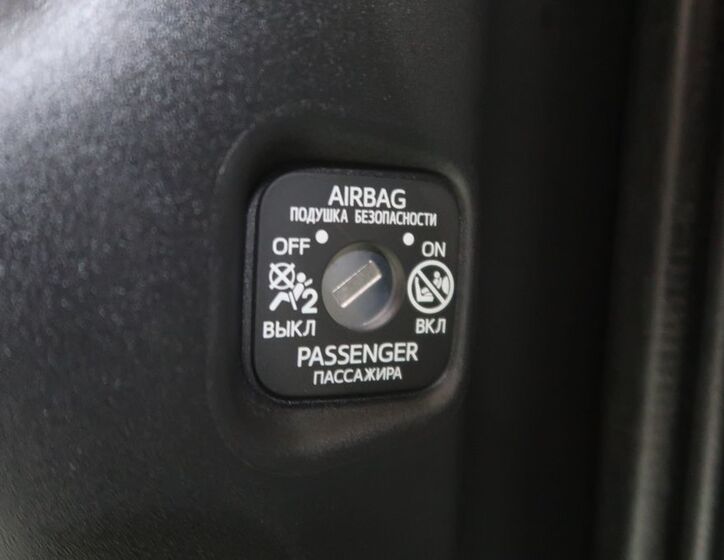 AIRBAG
ПОДУШКА БЕЗОПАСНОСТИ
OFF ON
2
ВЫКЛ ВКЛ
PASSENGER
ПАССАЖИРА